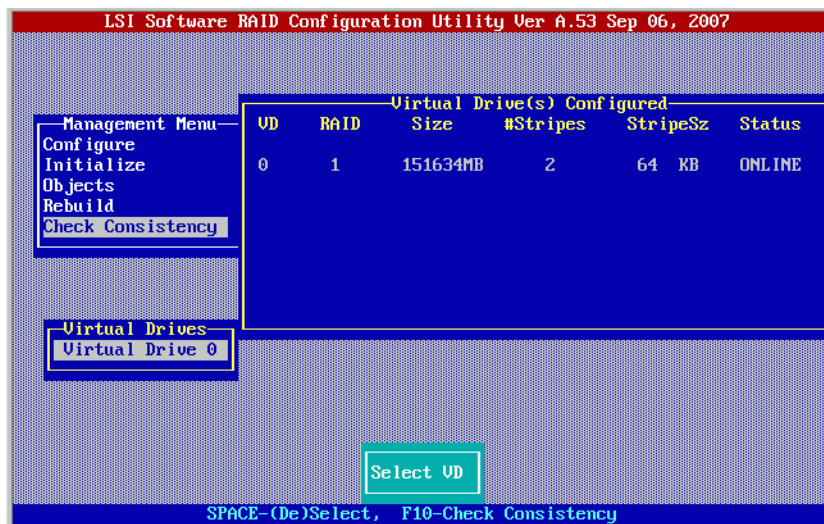 LSI Software RAID Configuration Utility Ver A.53 Sep 06, 2007
Virtual Drive(s) Configured
VD RAID Size #Stripes StripeSz Status
0 1 151634MB 2 64 KB ONLINE
Management Menu
Configure
Initialize
Objects
Rebuild
Check Consistency
Virtual Drives
Virtual Drive 0
Select VD
SPACE-(De)Select, F10-Check Consistency